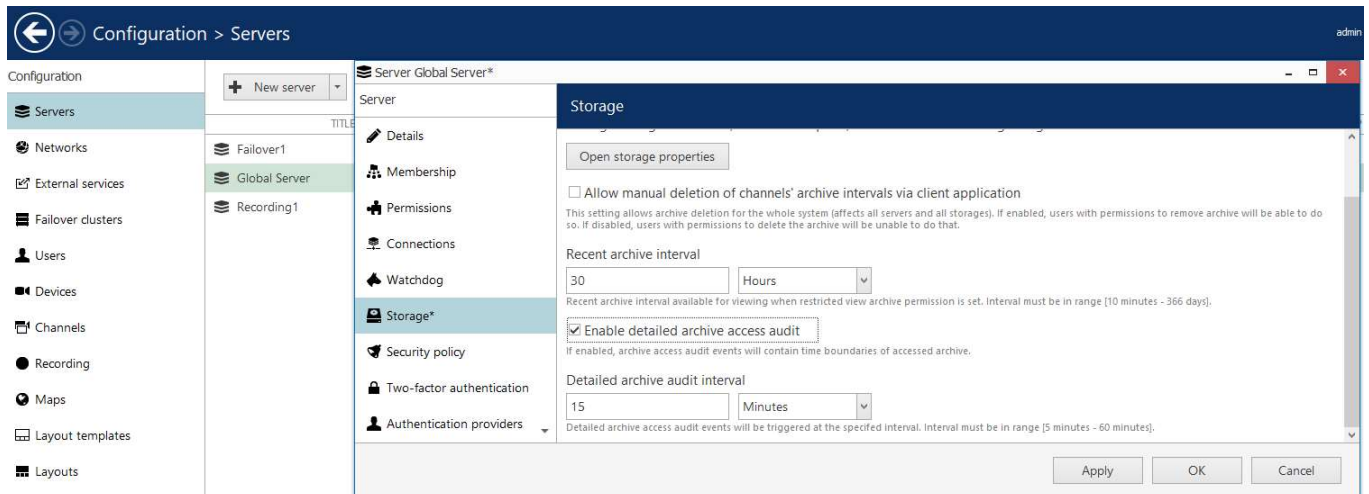 Configuration > Servers
admin
Configuration
Servers
Networks
External services
Failover clusters
Users
Devices
Channels
Recording
Maps
Layout templates
Layouts
New server
TITLE
Failover1
Global Server
Recording1
Server Global Server*
Server
Details
Membership
Permissions
Connections
Watchdog
Storage*
Security policy
Two-factor authentication
Authentication providers
Storage
Open storage properties
Allow manual deletion of channels' archive intervals via client application
This setting allows archive deletion for the whole system (affects all servers and all storages). If enabled, users with permissions to remove archive will be able to do
so. If disabled, users with permissions to delete the archive will be unable to do that.
Recent archive interval
30 Hours
Recent archive interval available for viewing when restricted view archive permission is set. Interval must be in range [10 minutes - 366 days].
Enable detailed archive access audit
If enabled, archive access audit events will contain time boundaries of accessed archive.
Detailed archive audit interval
15 Minutes
Detailed archive access audit events will be triggered at the specifed interval. Interval must be in range [5 minutes - 60 minutes].
Apply OK Cancel